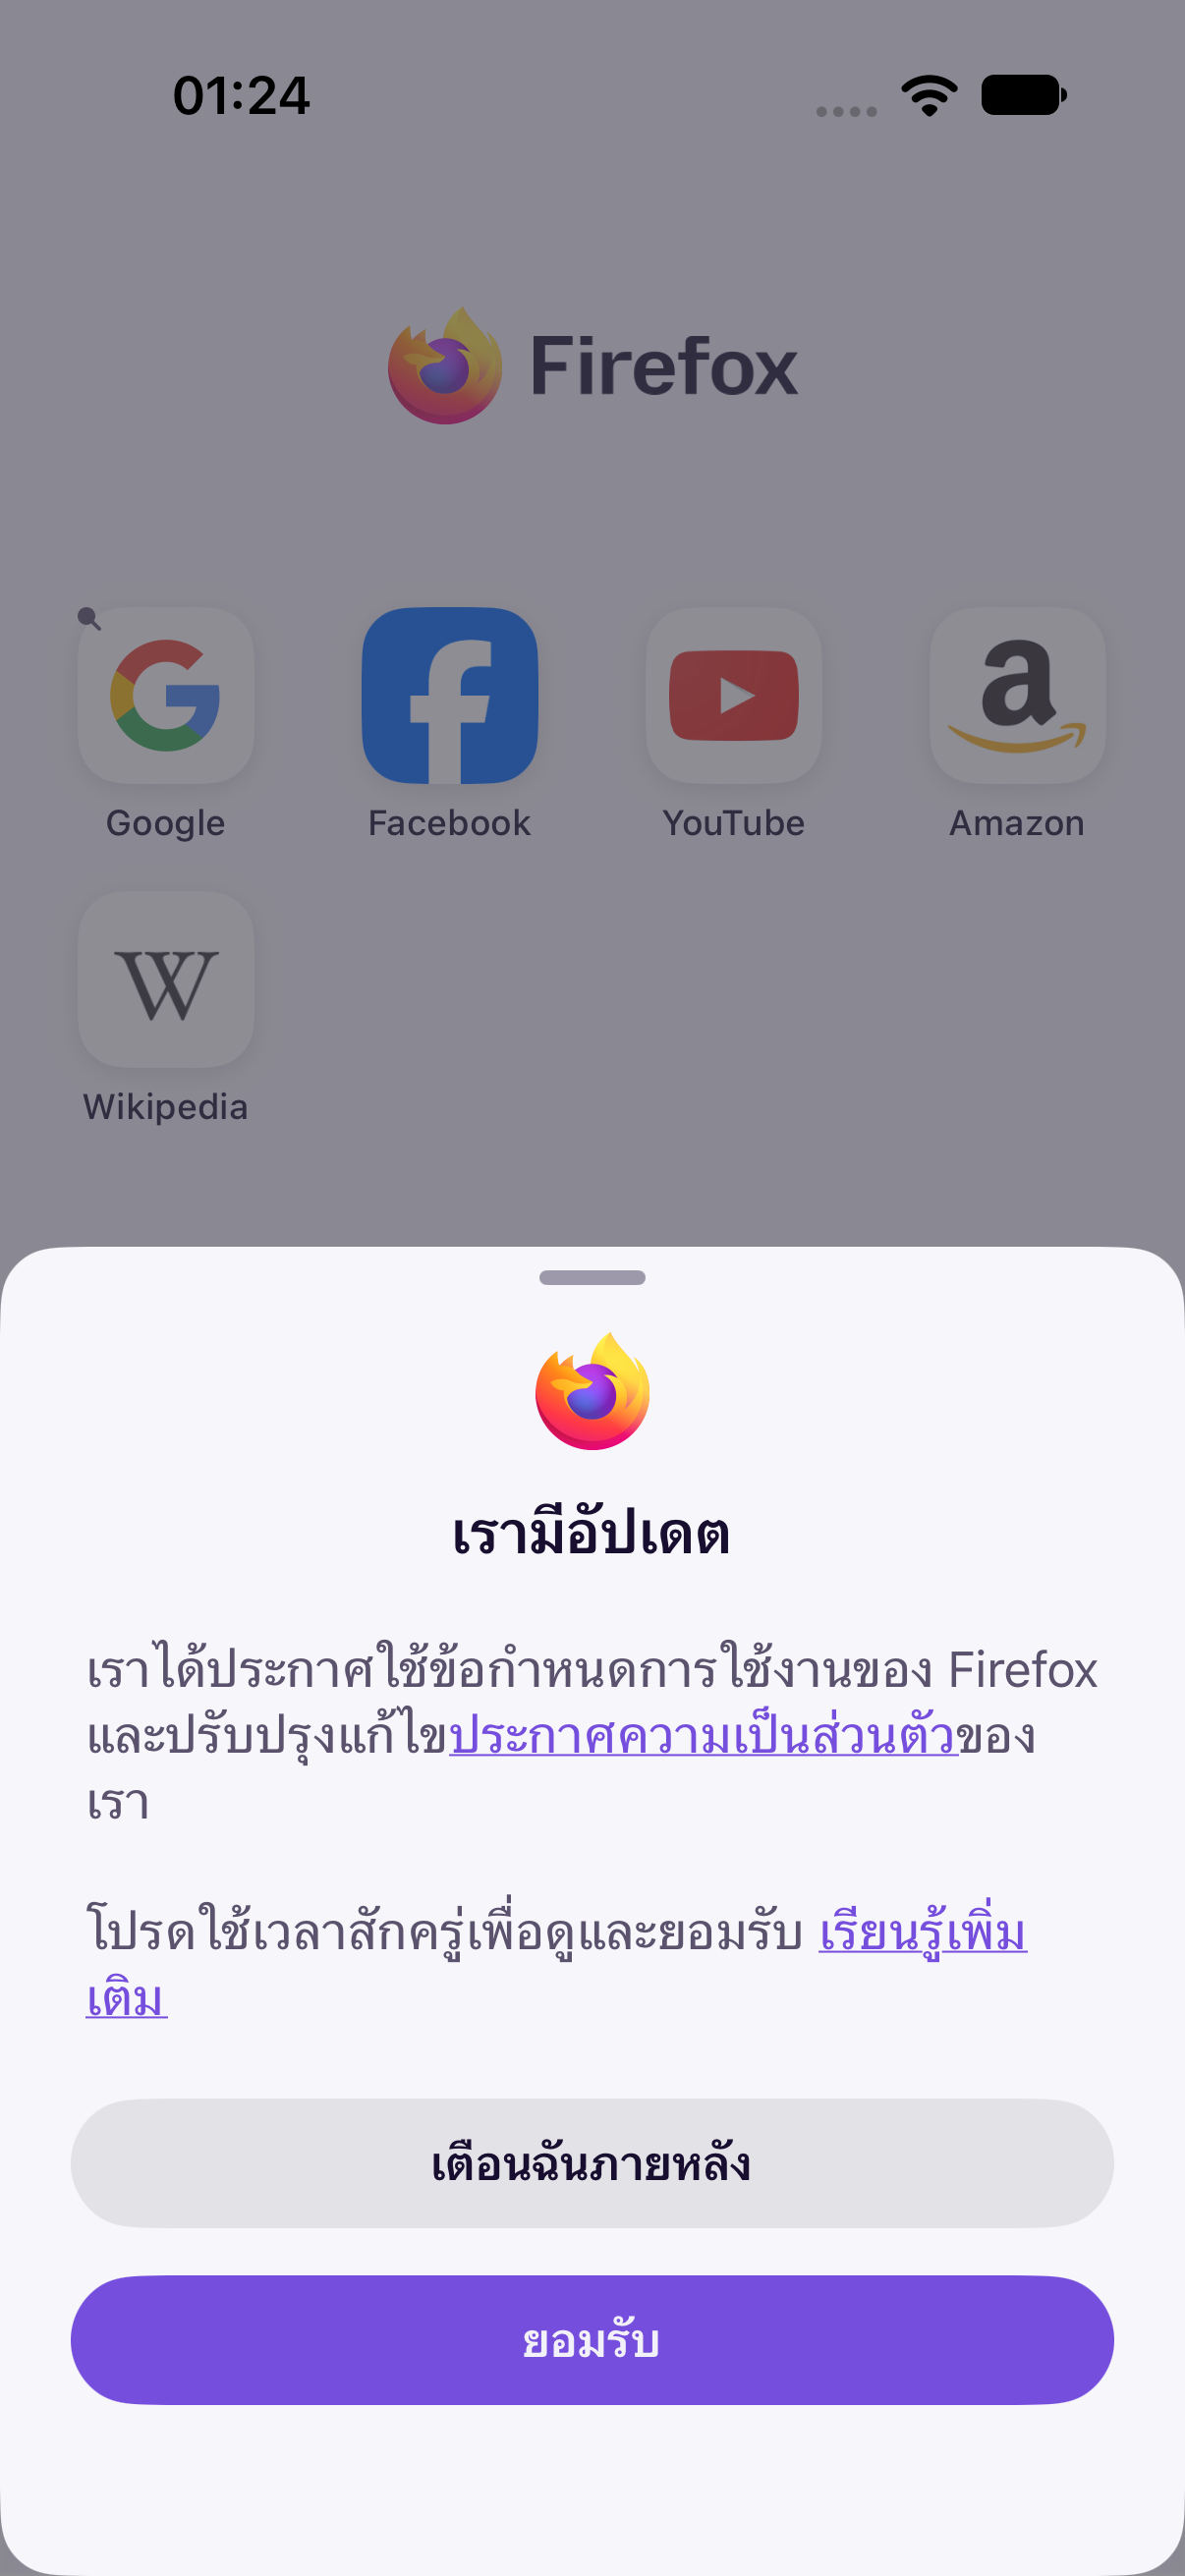 01:24
Firefox
Google
Facebook
YouTube
Amazon
Wikipedia
เรามีอัปเดต
เราได้ประกาศใช้ข้อกำหนดการใช้งานของ Firefox
และปรับปรุงแก้ไขประกาศความเป็นส่วนตัวของ
เรา
โปรดใช้เวลาสักครู่เพื่อดูและยอมรับ เรียนรู้เพิ่ม
เติม
เตือนฉันภายหลัง
ยอมรับ